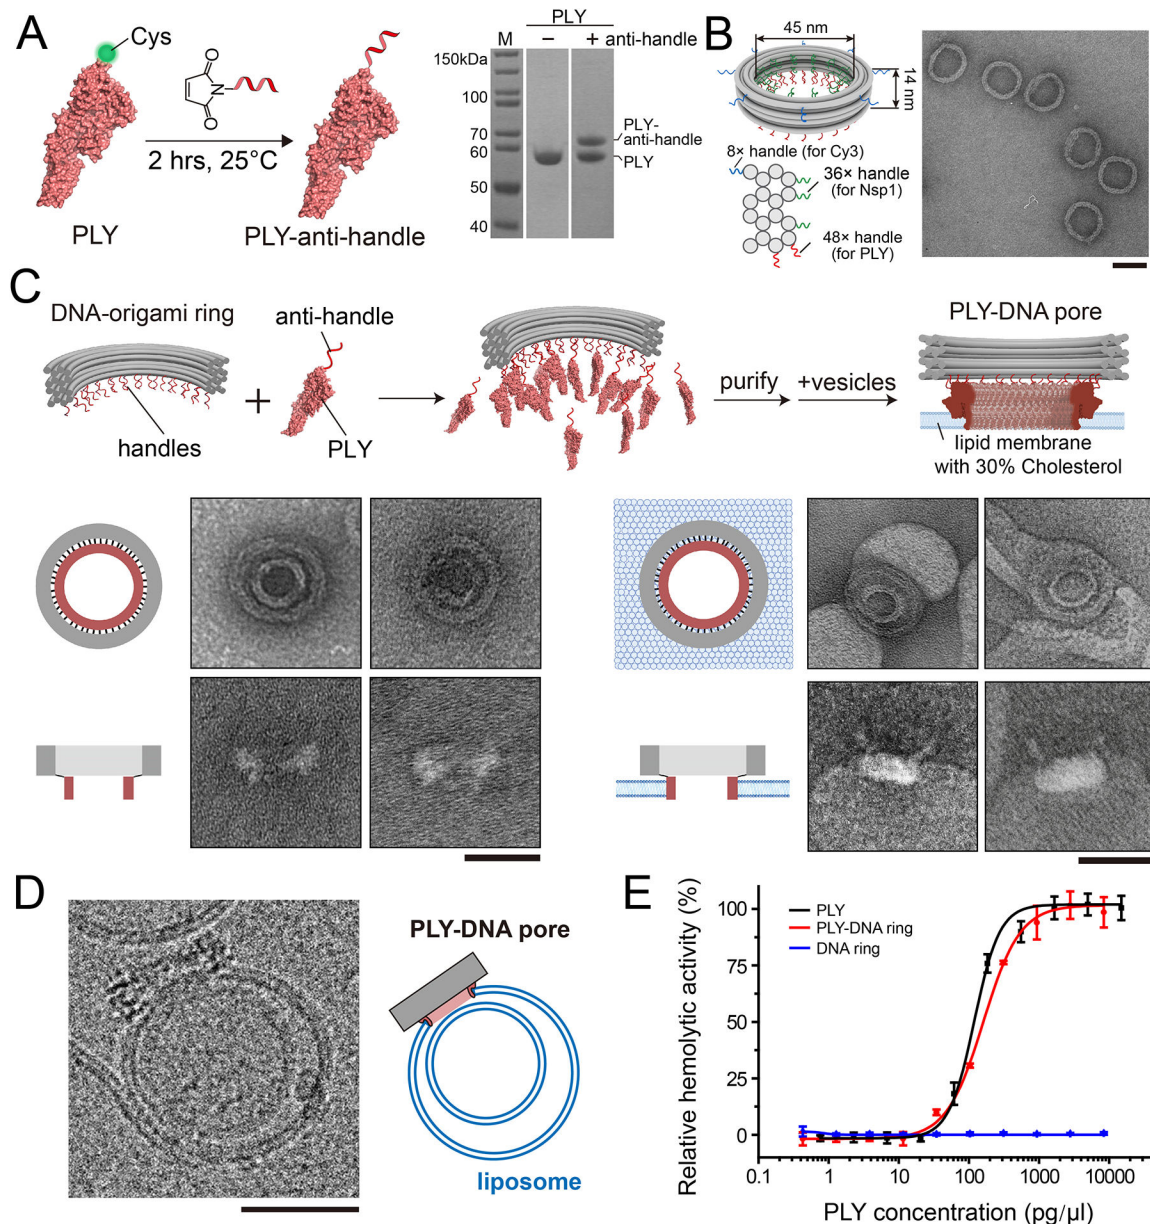 A
Cys
O
N
O
2 hrs, 25°C
PLY
PLY-anti-handle
PLY
M − + anti-handle
150kDa
100
70
60
50
40
PLY-
anti-handle
PLY
B
45 nm
14 nm
8× handle (for Cy3)
36× handle
(for Nsp1)
48× handle
(for PLY)
C
DNA-origami ring
anti-handle
handles
PLY
purify
+vesicles
PLY-DNA pore
lipid membrane
with 30% Cholesterol
D
PLY-DNA pore
liposome
E
Relative hemolytic activity (%)
100
75
50
25
0
PLY
PLY-DNA ring
DNA ring
0.1 1 10 100 1000 10000
PLY concentration (pg/µl)